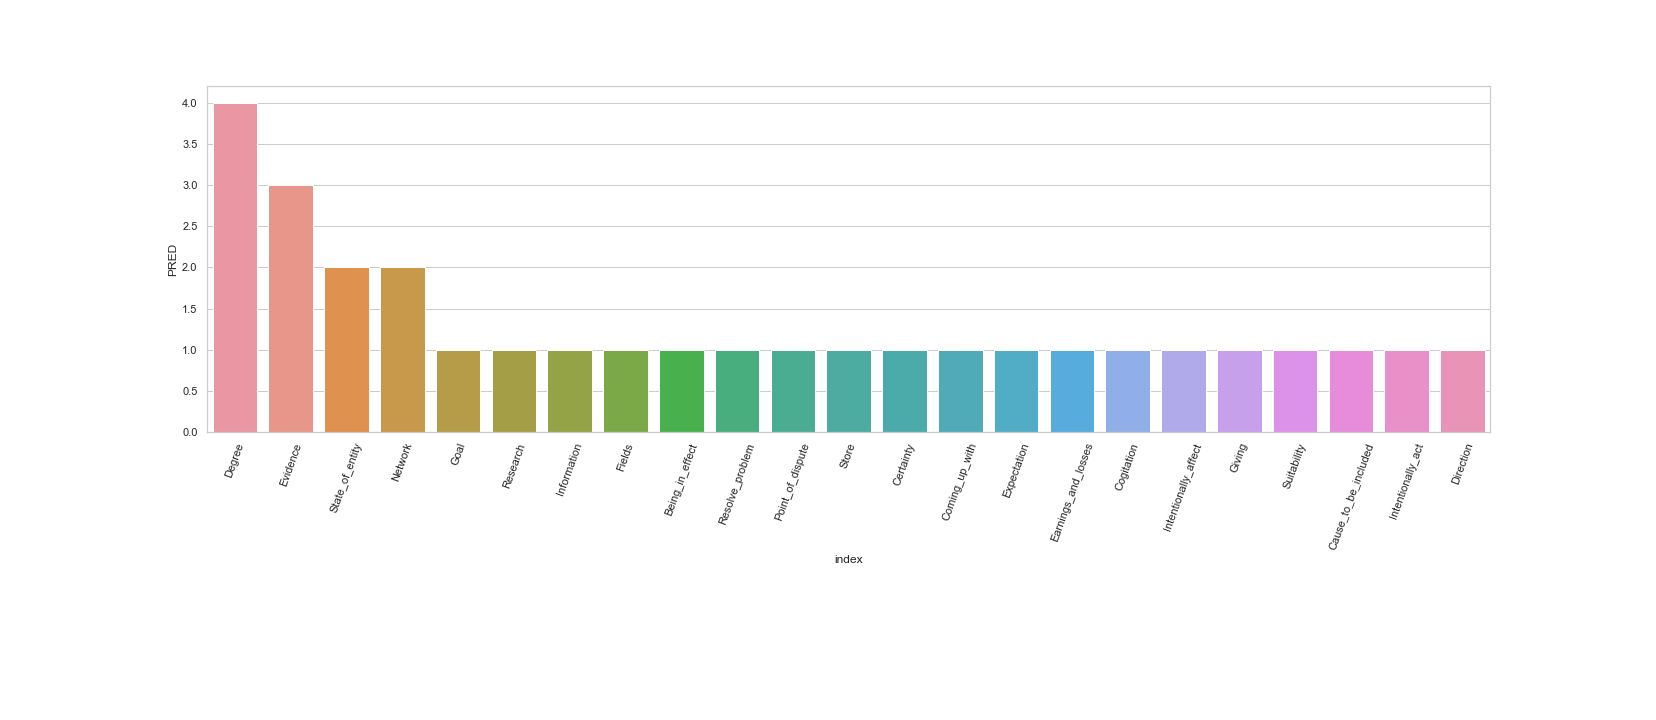 4.0
3.5
3.0
2.5
2.0
1.5
1.0
0.5
0.0
PRED
Degree
Evidence
State_of_entity
Network
Goal
Research
Information
Fields
Being_in_effect
Resolve_problem
Point_of_dispute
Store
Certainty
Coming_up_with
Expectation
Earnings_and_losses
Cogitation
Intentionally_affect
Giving
Suitability
Cause_to_be_included
Intentionally_act
Direction
index